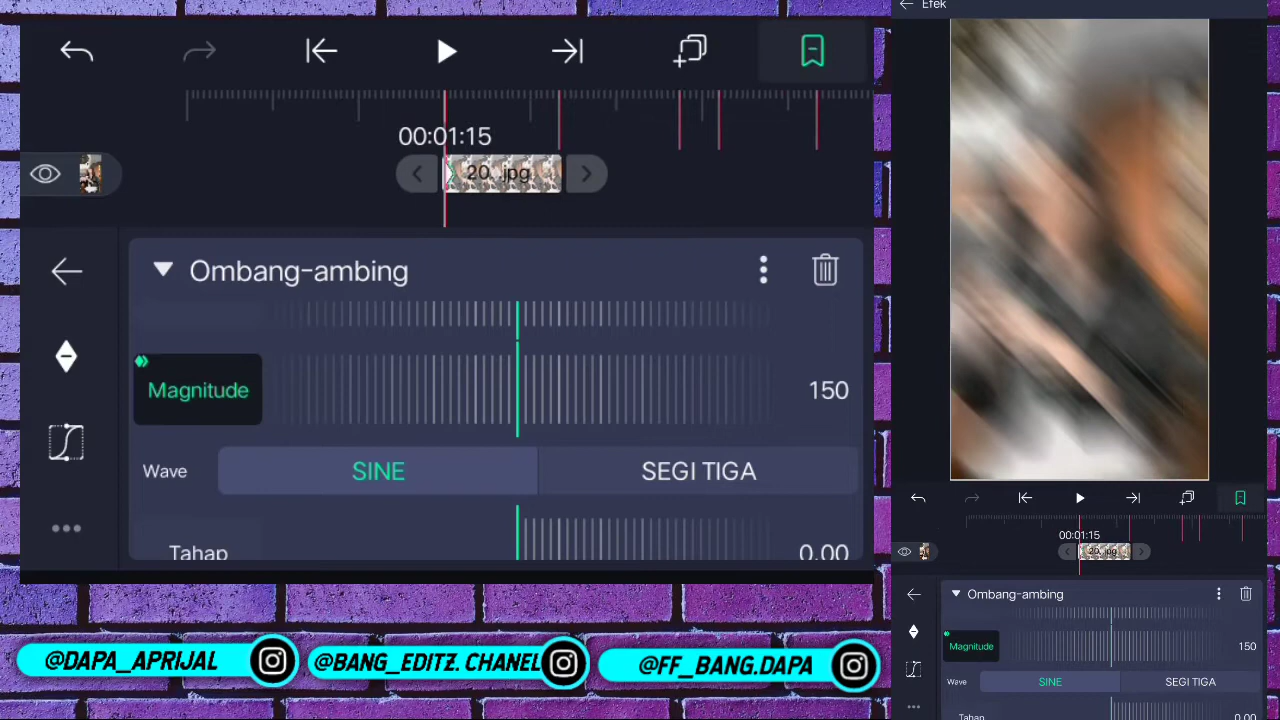 00:01:15
20. .jpg
Ombang-ambing
Magnitude
150
Wave
SINE
SEGI TIGA
Tahap
0.00
@DAPA_APRIJAL
@BANG_EDITZ.CHANEL
@FF_BANG.DAPA
Efek
00:01:15
20. .jpg
Ombang-ambing
Magnitude
150
Wave
SINE
SEGI TIGA
Tahap
0.00